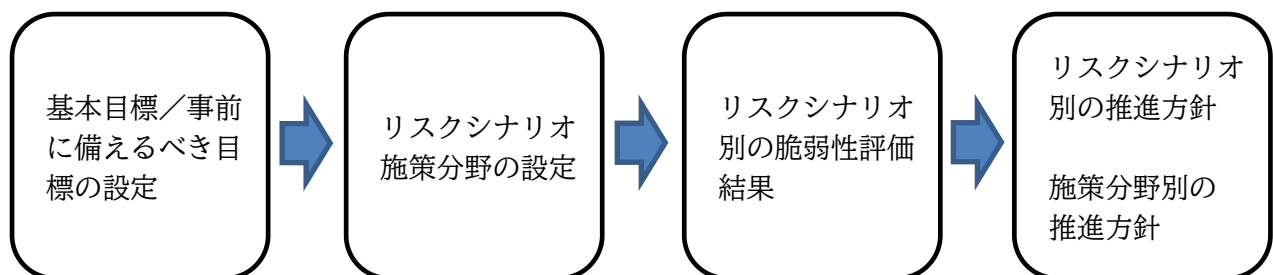 基本目標／事前
に備えるべき目
標の設定
リスクシナリオ
施策分野の設定
リスクシナリオ
別の脆弱性評価
結果
リスクシナリオ
別の推進方針
施策分野別の
推進方針